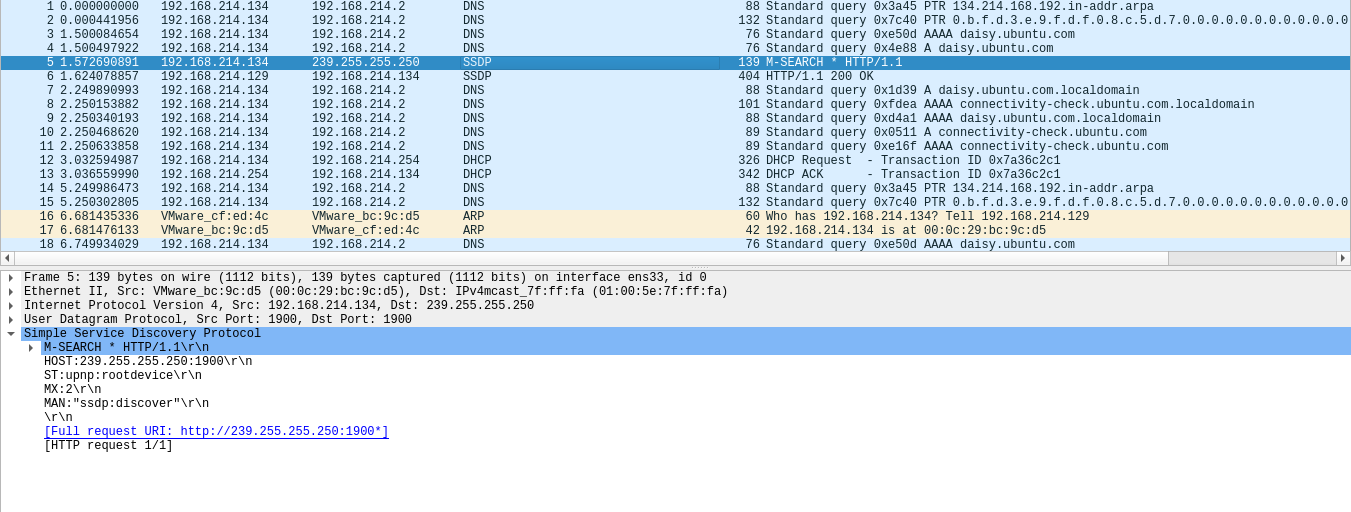 1 0.000000000 192.168.214.134 192.168.214.2 DNS 88 Standard query 0x3a45 PTR 134.214.168.192.in-addr.arpa
2 0.000441956 192.168.214.134 192.168.214.2 DNS 132 Standard query 0x7c40 PTR 0.b.f.d.3.e.9.f.d.f.0.8.c.5.d.7.0.0.0.0.0.0.0.0.0.0.0.0
3 1.500084654 192.168.214.134 192.168.214.2 DNS 76 Standard query 0xe50d AAAA daisy.ubuntu.com
4 1.500497922 192.168.214.134 192.168.214.2 DNS 76 Standard query 0x4e88 A daisy.ubuntu.com
5 1.572690891 192.168.214.134 239.255.255.250 SSDP 139 M-SEARCH * HTTP/1.1
6 1.624078857 192.168.214.129 192.168.214.134 SSDP 404 HTTP/1.1 200 OK
7 2.249890993 192.168.214.134 192.168.214.2 DNS 88 Standard query 0x1d39 A daisy.ubuntu.com.localdomain
8 2.250153882 192.168.214.134 192.168.214.2 DNS 101 Standard query 0xfdea AAAA connectivity-check.ubuntu.com.localdomain
9 2.250340193 192.168.214.134 192.168.214.2 DNS 88 Standard query 0xd4a1 AAAA daisy.ubuntu.com.localdomain
10 2.250468620 192.168.214.134 192.168.214.2 DNS 89 Standard query 0x0511 A connectivity-check.ubuntu.com
11 2.250633858 192.168.214.134 192.168.214.2 DNS 89 Standard query 0xe16f AAAA connectivity-check.ubuntu.com
12 3.032594987 192.168.214.134 192.168.214.254 DHCP 326 DHCP Request - Transaction ID 0x7a36c2c1
13 3.036559990 192.168.214.254 192.168.214.134 DHCP 342 DHCP ACK - Transaction ID 0x7a36c2c1
14 5.249986473 192.168.214.134 192.168.214.2 DNS 88 Standard query 0x3a45 PTR 134.214.168.192.in-addr.arpa
15 5.250302805 192.168.214.134 192.168.214.2 DNS 132 Standard query 0x7c40 PTR 0.b.f.d.3.e.9.f.d.f.0.8.c.5.d.7.0.0.0.0.0.0.0.0.0.0.0.0
16 6.681435336 VMware_cf:ed:4c VMware_bc:9c:d5 ARP 60 Who has 192.168.214.134? Tell 192.168.214.129
17 6.681476133 VMware_bc:9c:d5 VMware_cf:ed:4c ARP 42 192.168.214.134 is at 00:0c:29:bc:9c:d5
18 6.749934029 192.168.214.134 192.168.214.2 DNS 76 Standard query 0xe50d AAAA daisy.ubuntu.com
Frame 5: 139 bytes on wire (1112 bits), 139 bytes captured (1112 bits) on interface ens33, id 0
Ethernet II, Src: VMware_bc:9c:d5 (00:0c:29:bc:9c:d5), Dst: IPv4mcast_7f:ff:fa (01:00:5e:7f:ff:fa)
Internet Protocol Version 4, Src: 192.168.214.134, Dst: 239.255.255.250
User Datagram Protocol, Src Port: 1900, Dst Port: 1900
Simple Service Discovery Protocol
M-SEARCH * HTTP/1.1\r\n
HOST:239.255.255.250:1900\r\n
ST:upnp:rootdevice\r\n
MX:2\r\n
MAN:"ssdp:discover"\r\n
\r\n
[Full request URI: http://239.255.255.250:1900*]
[HTTP request 1/1]